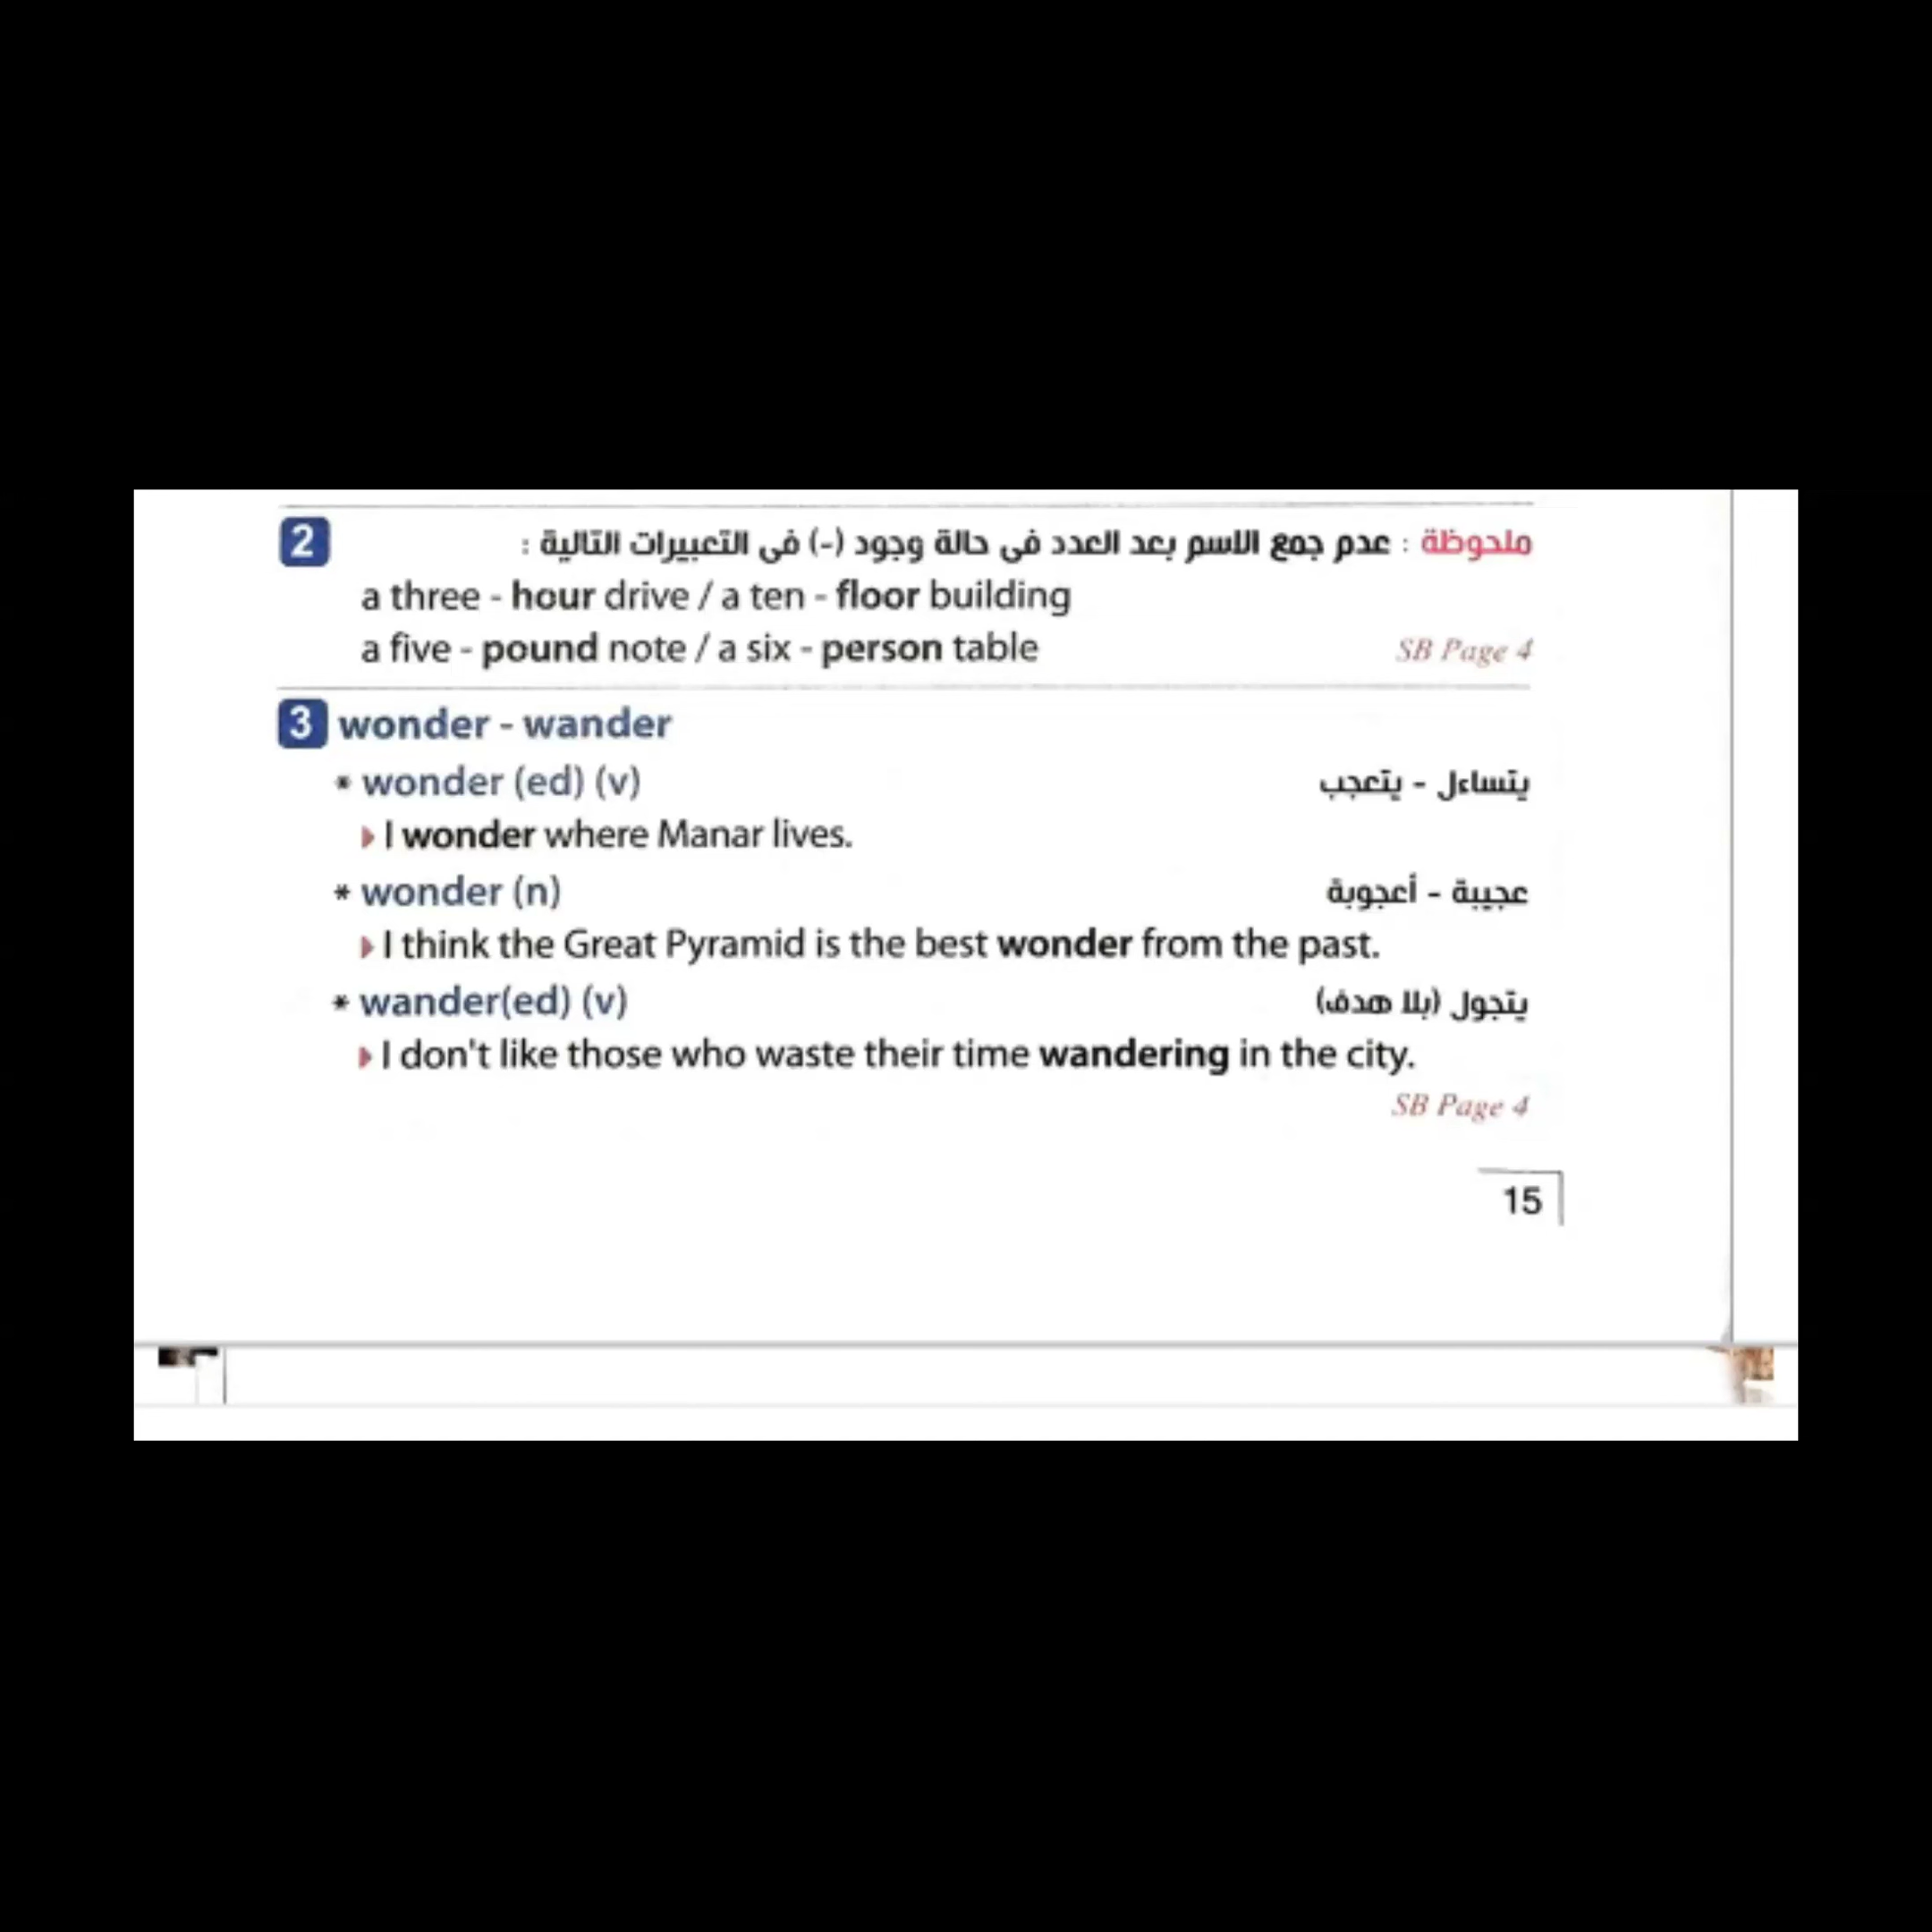 2 ملحوظة : عدم جمع الاسم بعد العدد فى حالة وجود (-) فى التعبيرات التالية :
a three - hour drive / a ten - floor building
a five - pound note / a six - person table SB Page 4
3 wonder - wander
* wonder (ed) (v) يتساءل - يتعجب
I wonder where Manar lives.
* wonder (n) عجيبة - أعجوبة
I think the Great Pyramid is the best wonder from the past.
* wander(ed) (v) يتجول (بلا هدف)
I don't like those who waste their time wandering in the city.
SB Page 4
15